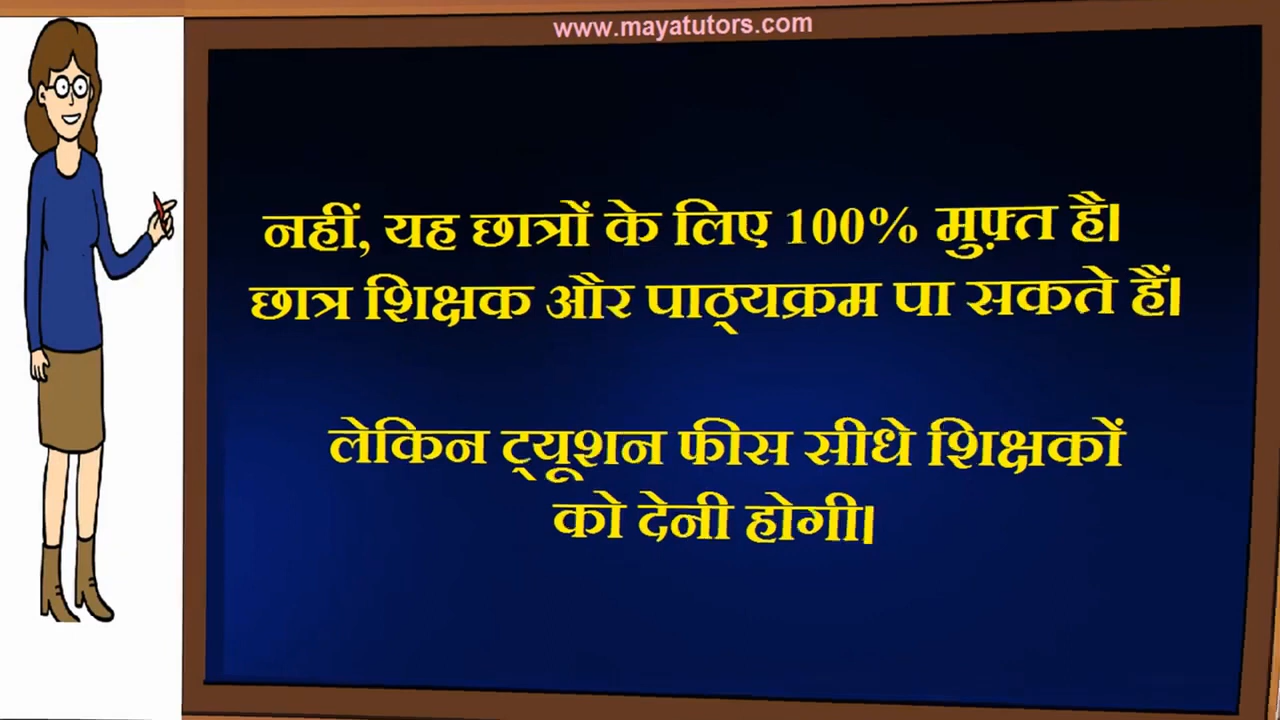 www.mayatutors.com
नहीं, यह छात्रों के लिए 100% मुफ़्त है।
छात्र शिक्षक और पाठ्यक्रम पा सकते हैं।
लेकिन ट्यूशन फीस सीधे शिक्षकों
को देनी होगी।